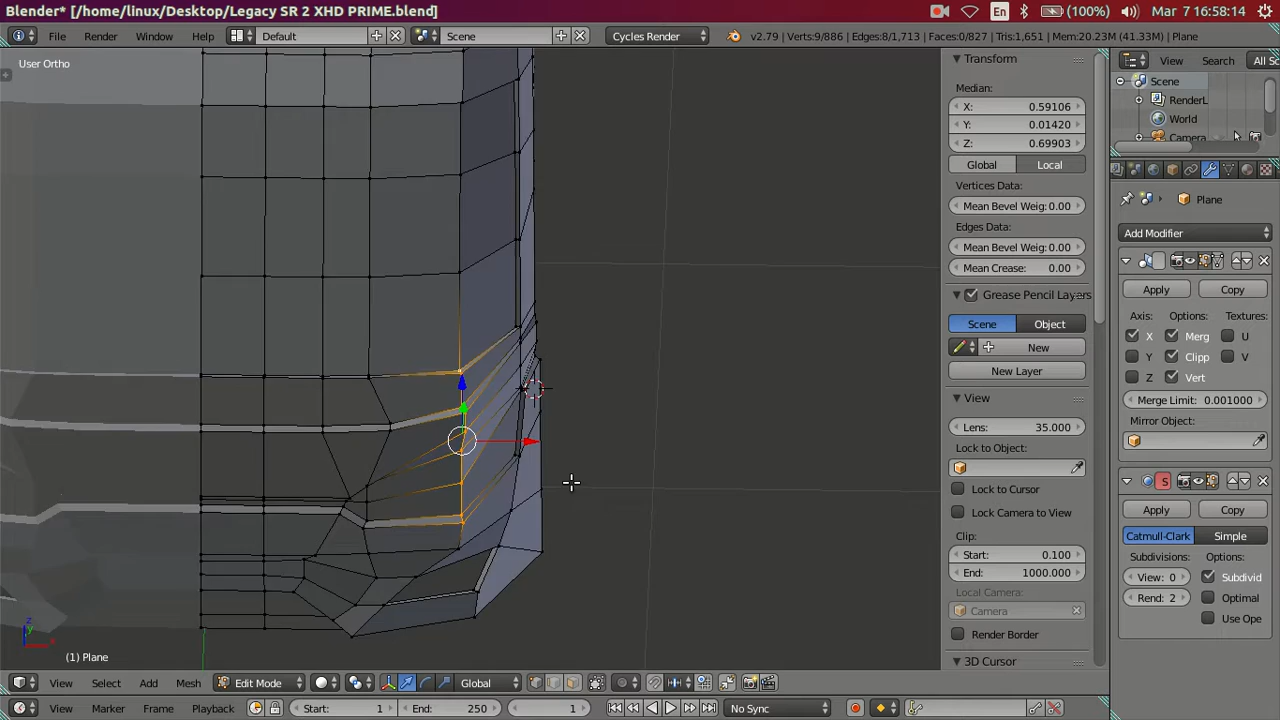 Blender* [/home/linux/Desktop/Legacy SR 2 XHD PRIME.blend] En (100%) Mar 7 16:58:14
File Render Window Help Default Scene Cycles Render v2.79 | Verts:9/886 | Edges:8/1,713 | Faces:0/827 | Tris:1,651 | Mem:20.23M (41.33M) | Plane
User Ortho
Transform
Median:
X: 0.59106
Y: 0.01420
Z: 0.69903
Global Local
Vertices Data:
Mean Bevel Weig: 0.00
Edges Data:
Mean Bevel Weig: 0.00
Mean Crease: 0.00
Grease Pencil Layers
Scene Object
New
New Layer
View
Lens: 35.000
Lock to Object:
Lock to Cursor
Lock Camera to View
Clip:
Start: 0.100
End: 1000.000
Local Camera:
Camera
Render Border
3D Cursor
View Search All Sc
Scene
RenderL
World
Camera
Plane
Add Modifier
Apply Copy
Axis: Options: Textures:
X Merg U
Y Clipp V
Z Vert
Merge Limit: 0.001000
Mirror Object:
S
Apply Copy
Catmull-Clark Simple
Subdivisions: Options:
View: 0 Subdivid
Rend: 2 Optimal
Use Ope
z
y
x
(1) Plane
View Select Add Mesh Edit Mode Global
View Marker Frame Playback Start: 1 End: 250 1 No Sync